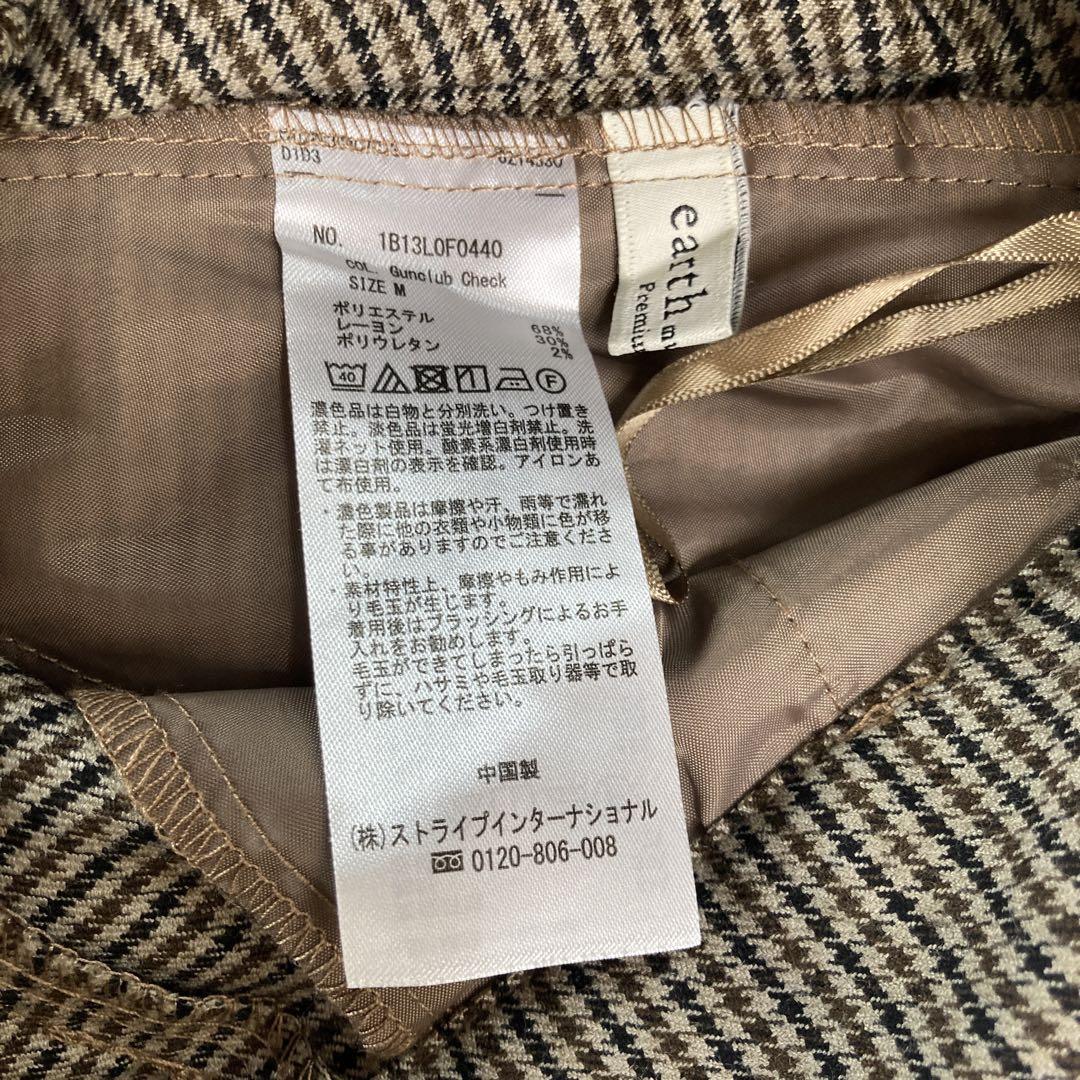 D1D3
NO. 1B13L0F0440
COL. Gunclub Check
SIZE M
ポリエステル 68%
レーヨン 30%
ポリウレタン 2%
40 F
濃色品は白物と分別洗い。つけ置き
禁止。淡色品は蛍光増白剤禁止。洗
濯ネット使用。酸素系漂白剤使用時
は漂白剤の表示を確認。アイロンあ
て布使用。
・濃色製品は摩擦や汗、雨等で濡れ
た際に他の衣類や小物類に色が移
る事がありますのでご注意くださ
い。
・素材特性上、摩擦やもみ作用によ
り毛玉が生じます。
着用後はブラッシングによるお手
入れをお勧めします。
毛玉ができてしまったら引っぱら
ずに、ハサミや毛玉取り器等で取
り除いてください。
中国製
(株)ストライプインターナショナル
0120-806-008
earth